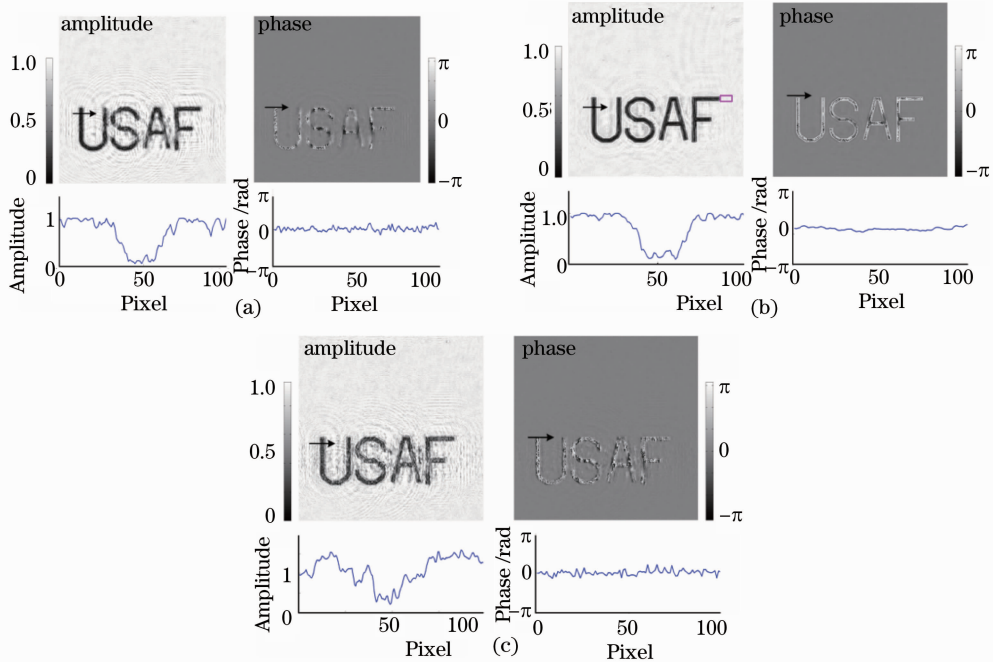 amplitude
phase
1.0
0.5
0
π
0
−π
USAF
USAF
Amplitude
1
0
0
50
100
Pixel
Phase /rad
π
0
−π
0
50
100
Pixel
(a)
amplitude
phase
1.0
0.5
0
π
0
−π
USAF
USAF
Amplitude
1.0
0
50
100
Pixel
Phase /rad
π
0
−π
0
50
100
Pixel
(b)
amplitude
phase
1.0
0.5
0
π
0
−π
USAF
USAF
Amplitude
1
0
50
100
Pixel
Phase /rad
π
0
−π
0
50
100
Pixel
(c)